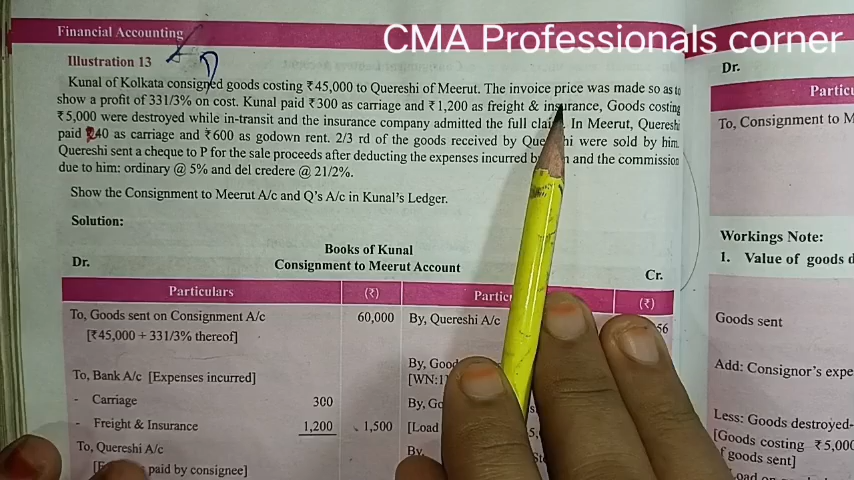 CMA Professionals corner
Financial Accounting
Illustration 13
Kunal of Kolkata consigned goods costing ₹45,000 to Quereshi of Meerut. The invoice price was made so as to
show a profit of 331/3% on cost. Kunal paid ₹300 as carriage and ₹1,200 as freight & insurance, Goods costing
₹5,000 were destroyed while in-transit and the insurance company admitted the full In Meerut, Quereshi
paid 240 as carriage and ₹600 as godown rent. 2/3 rd of the goods received by were sold by him.
Quereshi sent a cheque to P for the sale proceeds after deducting the expenses incurred and the commission
due to him: ordinary @ 5% and del credere @ 21/2%.
Show the Consignment to Meerut A/c and Q's A/c in Kunal's Ledger.
Solution:
Books of Kunal
Dr. Consignment to Meerut Account Cr.
Particulars (₹) (₹)
To, Goods sent on Consignment A/c 60,000 By, Quereshi A/c 56
[₹45,000 + 331/3% thereof]
By,
To, Bank A/c [Expenses incurred] [WN:1]
- Carriage 300 By,
- Freight & Insurance 1,200 1,500 [Load
To, Quereshi A/c By,
paid by consignee]
Dr.
To, Consignment to
Workings Note:
1. Value of goods
Goods sent
Add: Consignor's
Less: Goods destroyed-
[Goods costing ₹5,000
goods sent]